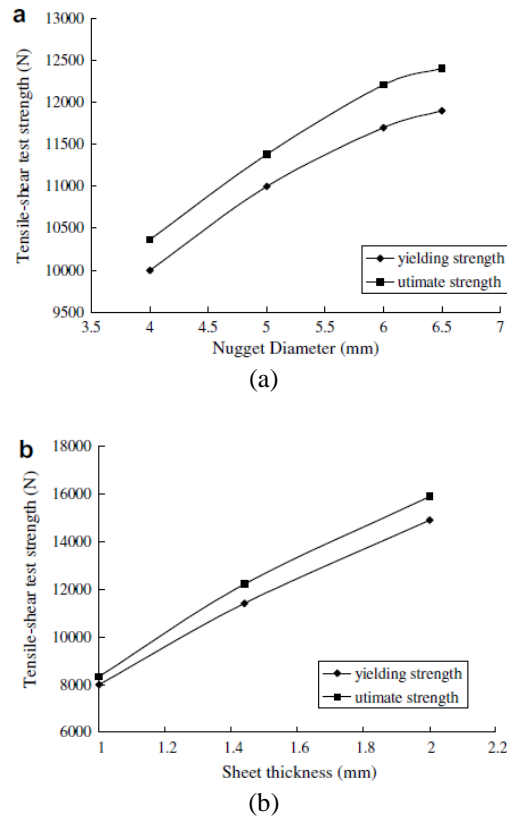 a
13000
12500
12000
11500
11000
10500
10000
9500
3.5 4 4.5 5 5.5 6 6.5 7
Tensile-shear test strength (N)
Nugget Diameter (mm)
yielding strength
utimate strength
(a)
b
18000
16000
14000
12000
10000
8000
6000
1 1.2 1.4 1.6 1.8 2 2.2
Tensile-shear test strength (N)
Sheet thickness (mm)
yielding strength
utimate strength
(b)